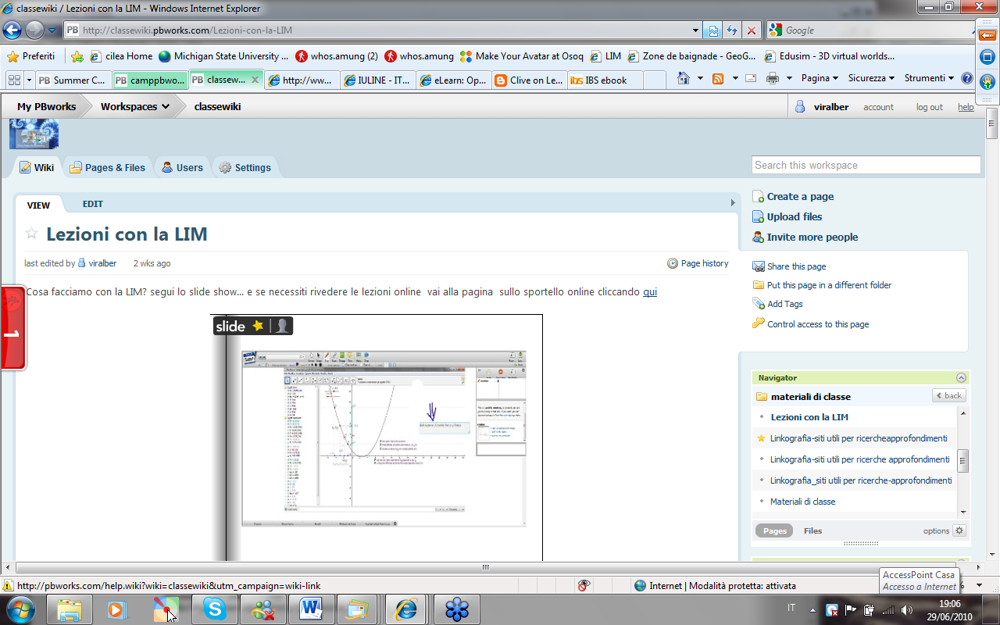 classewiki / Lezioni con la LIM - Windows Internet Explorer
PB http://classewiki.pbworks.com/Lezioni-con-la-LIM
Google
Preferiti cilea Home Michigan State University ... whos.amung (2) whos.amung Make Your Avatar at Osoq LIM Zone de baignade - GeoG... Edusim - 3D virtual worlds...
PB Summer C... PB camppbwo... PB classew... http://ww... IULINE - IT... eLearn: Op... Clive on Le... ibs IBS ebook
Pagina Sicurezza Strumenti
My PBworks Workspaces classewiki
viralber account log out help
Wiki Pages & Files Users Settings
Search this workspace
VIEW EDIT
Lezioni con la LIM
last edited by viralber 2 wks ago
Page history
Cosa facciamo con la LIM? segui lo slide show... e se necessiti rivedere le lezioni online vai alla pagina sullo sportello online cliccando qui
1
slide
Create a page
Upload files
Invite more people
Share this page
Put this page in a different folder
Add Tags
Control access to this page
Navigator
materiali di classe
back
Lezioni con la LIM
Linkografia-siti utili per ricercheapprofondimenti
Linkografia-siti utili per ricerche approfondimenti
Linkografia_siti utili per ricerche-approfondimenti
Materiali di classe
Pages Files options
http://pbworks.com/help.wiki?wiki=classewiki&utm_campaign=wiki-link
Internet | Modalità protetta: attivata
%
AccessPoint Casa
Accesso a Internet
IT
19:06
29/06/2010